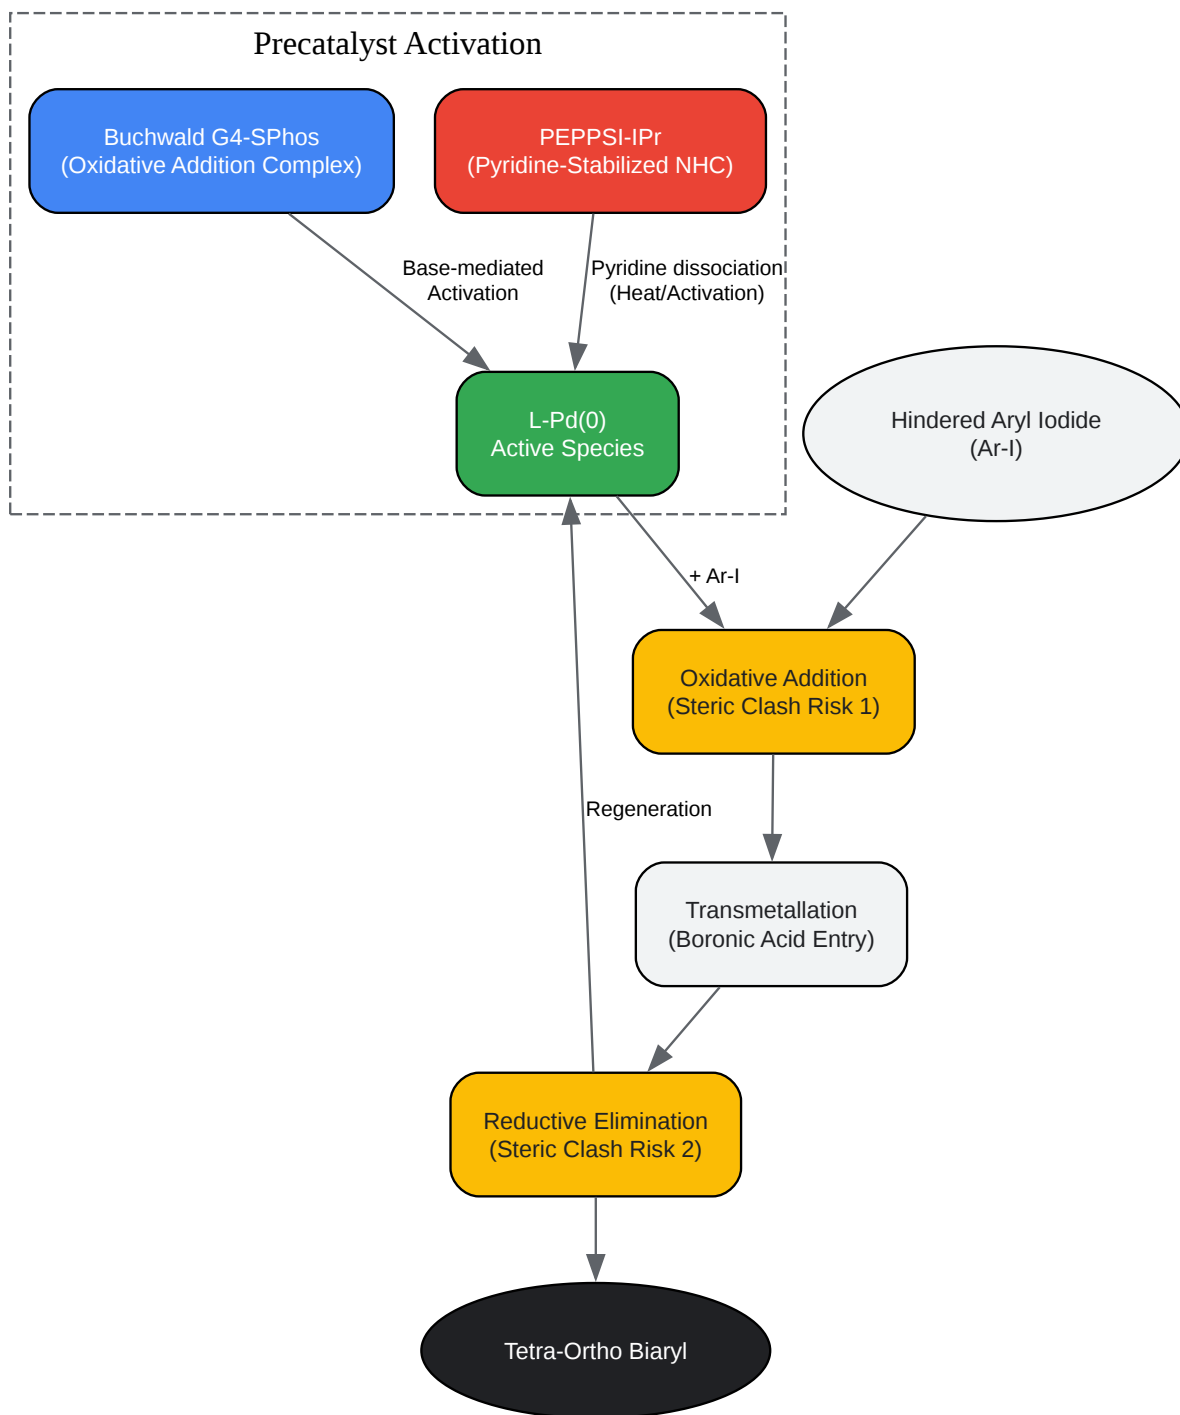 Precatalyst Activation
Buchwald G4-SPhos
(Oxidative Addition Complex)
PEPPSI-IPr
(Pyridine-Stabilized NHC)
Base-mediated
Activation
Pyridine dissociation
(Heat/Activation)
L-Pd(0)
Active Species
Hindered Aryl Iodide
(Ar-I)
+ Ar-I
Oxidative Addition
(Steric Clash Risk 1)
Regeneration
Transmetallation
(Boronic Acid Entry)
Reductive Elimination
(Steric Clash Risk 2)
Tetra-Ortho Biaryl